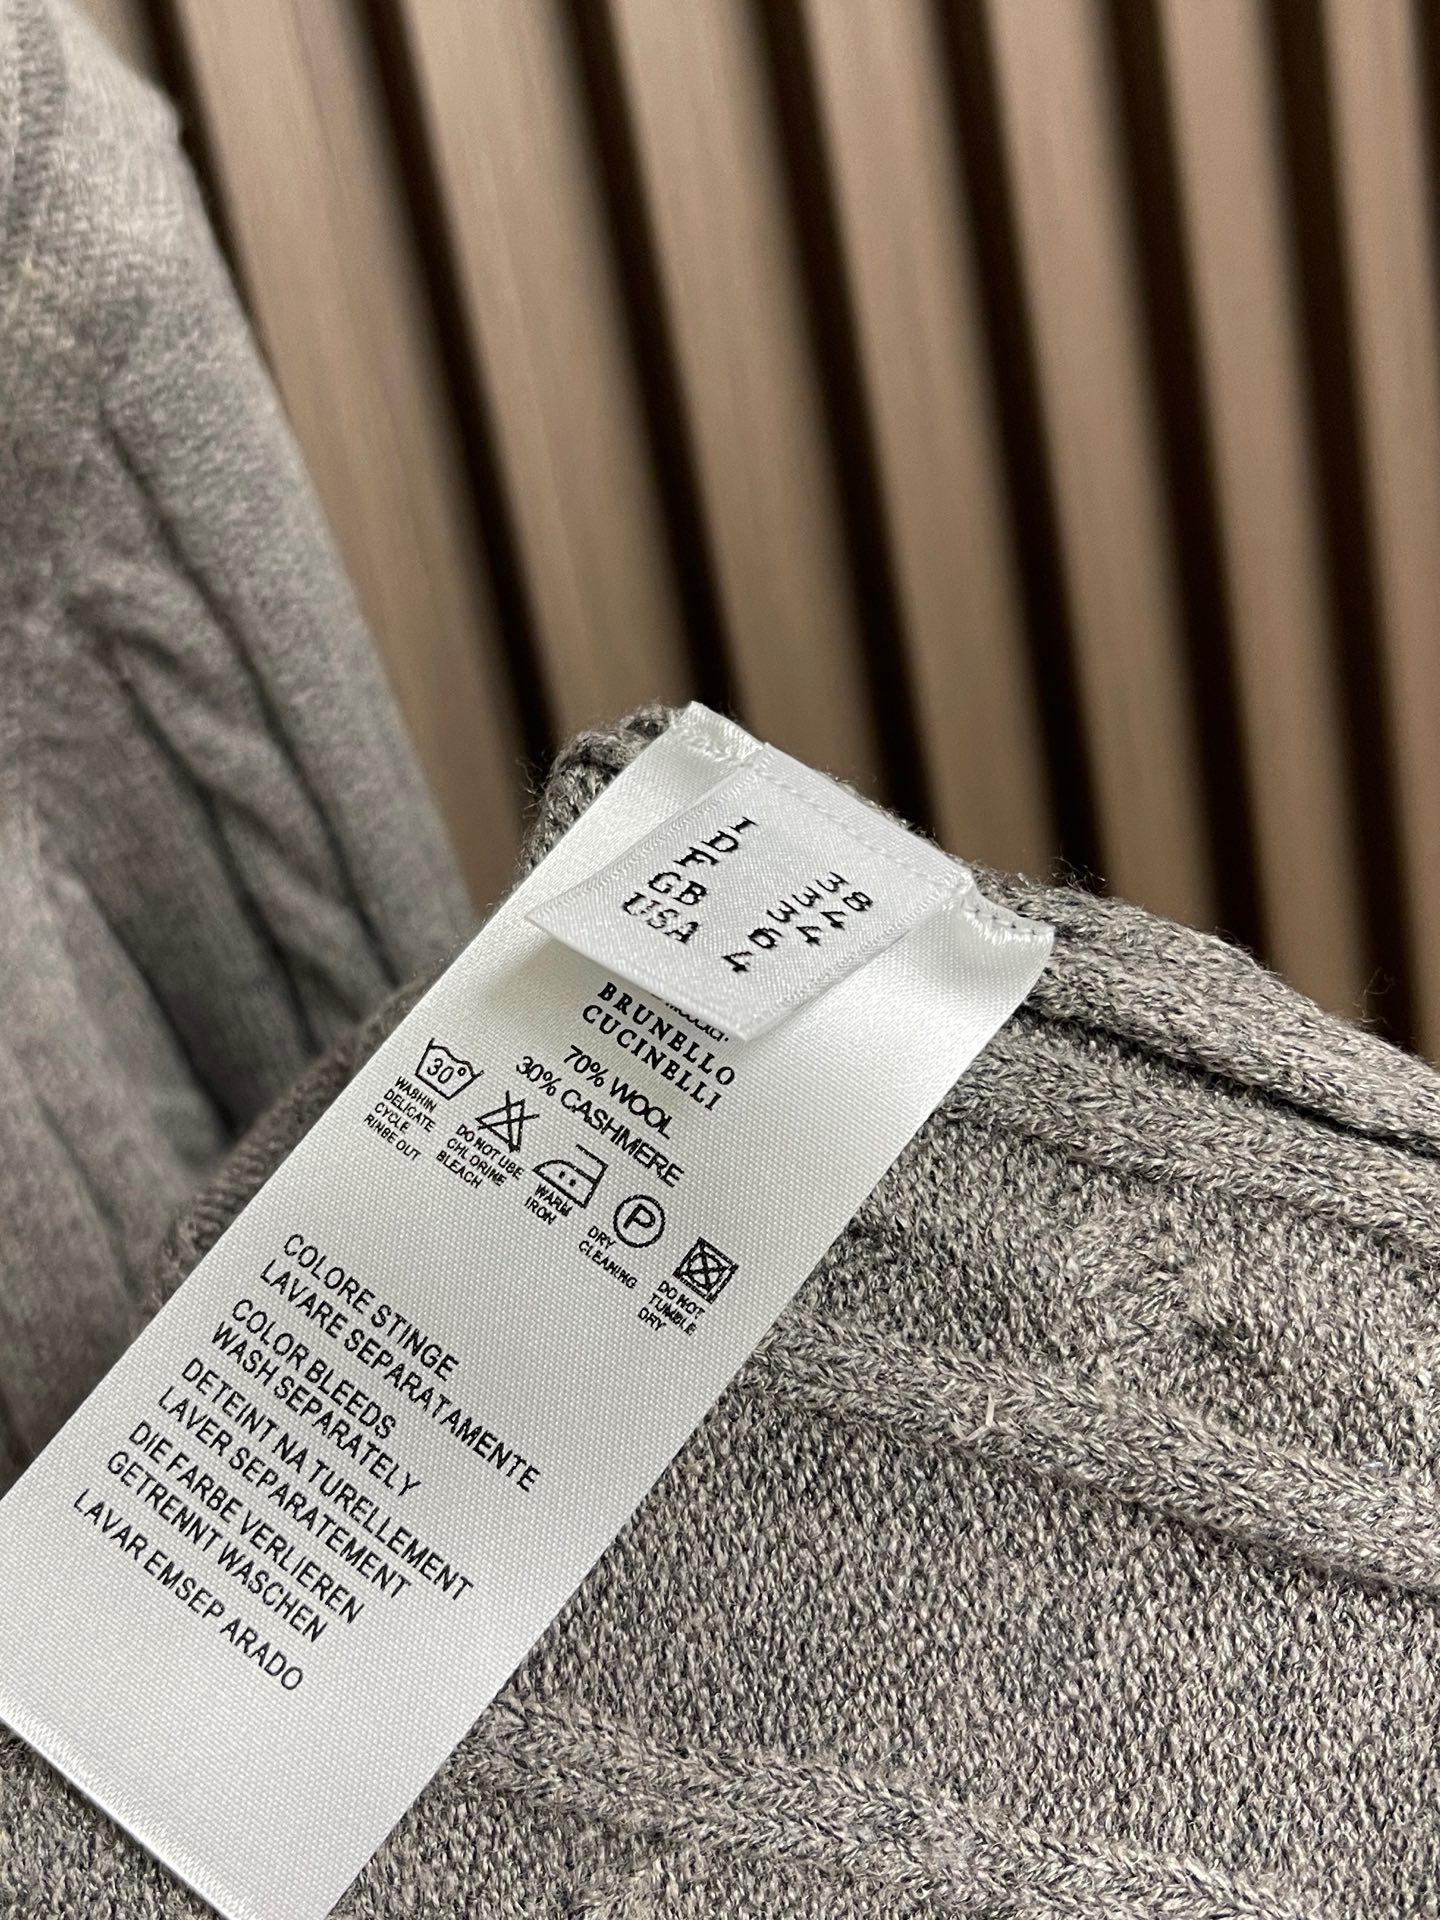 I 38
D 34
F 34
GB 6
USA 4
BRUNELLO
CUCINELLI
70% WOOL
30% CASHMERE
30°
WASH IN
DELICATE
CYCLE
RINSE OUT
DO NOT USE
CHLORINE
BLEACH
WARM
IRON
P
DRY
CLEANING
DO NOT
TUMBLE
DRY
COLORE STINGE
LAVARE SEPARATAMENTE
COLOR BLEEDS
WASH SEPARATELY
DETEINT NA TURELLEMENT
LAVER SEPARATEMENT
DIE FARBE VERLIEREN
GETRENNT WASCHEN
LAVAR EMSEP ARADO